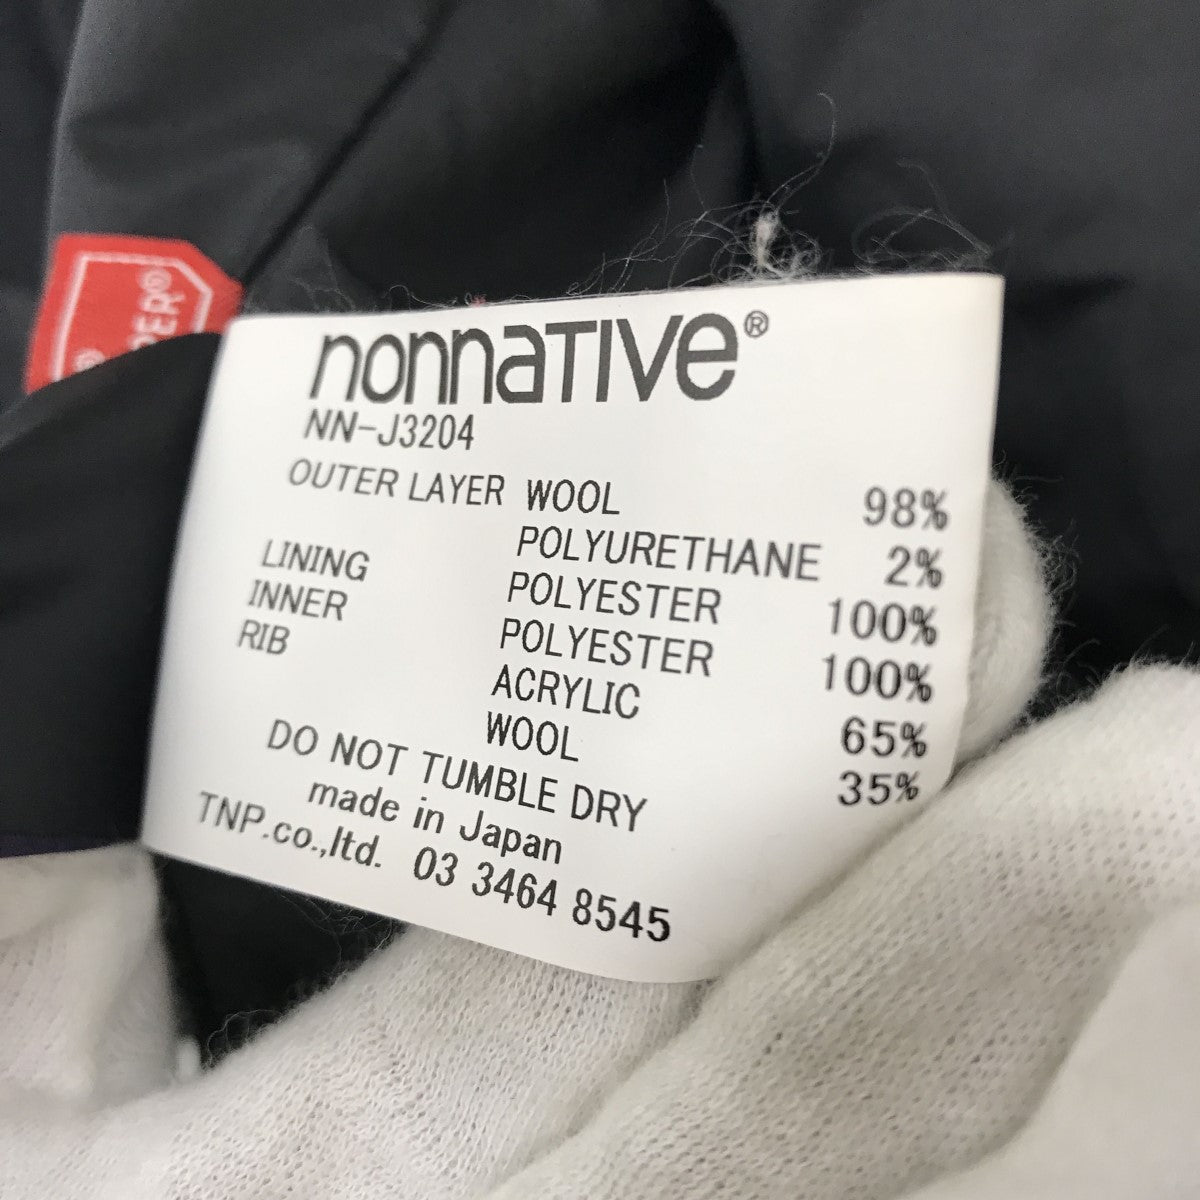 nonnaTIVe®
NN-J3204
OUTER LAYER WOOL 98%
POLYURETHANE 2%
LINING POLYESTER 100%
INNER POLYESTER 100%
RIB ACRYLIC 65%
WOOL 35%
DO NOT TUMBLE DRY
made in Japan
TNP.co.,ltd. 03 3464 8545